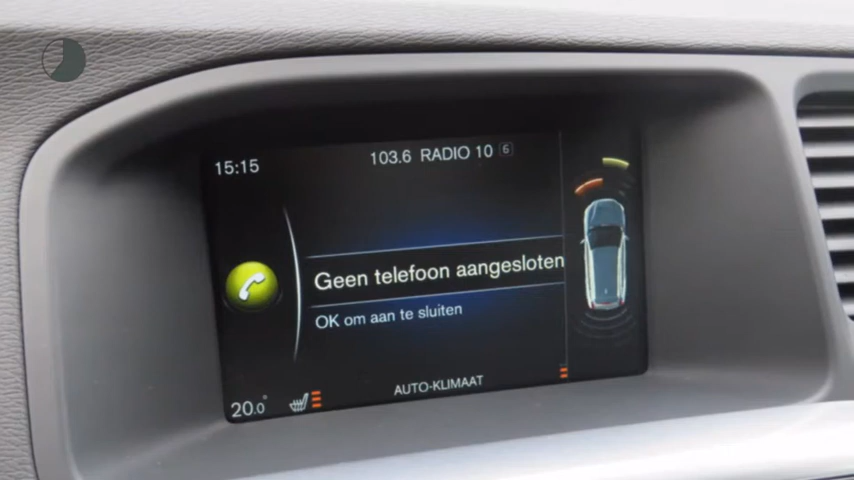 15:15
103.6 RADIO 10 6
Geen telefoon aangesloten
OK om aan te sluiten
AUTO-KLIMAAT
20.0°